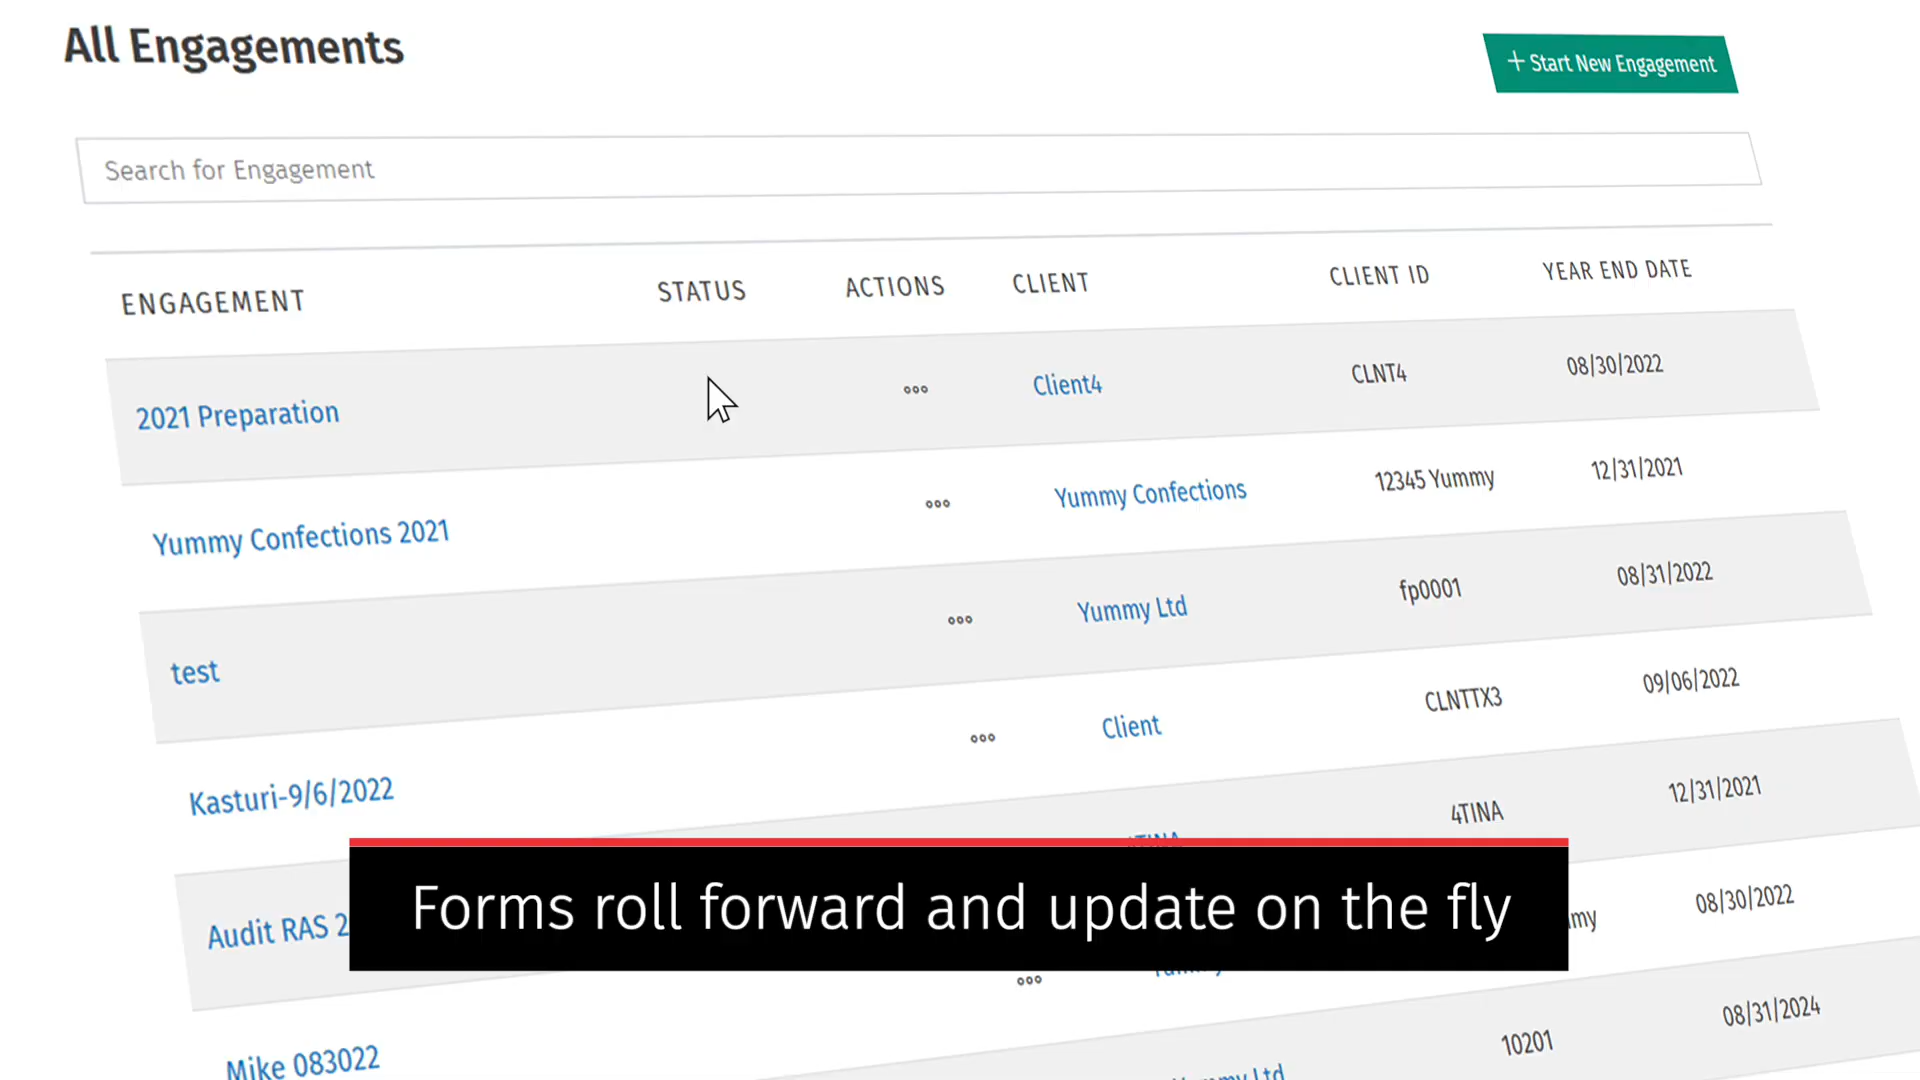 All Engagements
+ Start New Engagement
Search for Engagement
ENGAGEMENT STATUS ACTIONS CLIENT CLIENT ID YEAR END DATE
2021 Preparation Client4 CLNT4 08/30/2022
Yummy Confections 2021 Yummy Confections 12345 Yummy 12/31/2021
test Yummy Ltd fp0001 08/31/2022
Kasturi-9/6/2022 Client CLNTTX3 09/06/2022
Audit RAS 2 4TINA 12/31/2021
Mike 083022 08/30/2022
Yummy Ltd 10201 08/31/2024
Forms roll forward and update on the fly